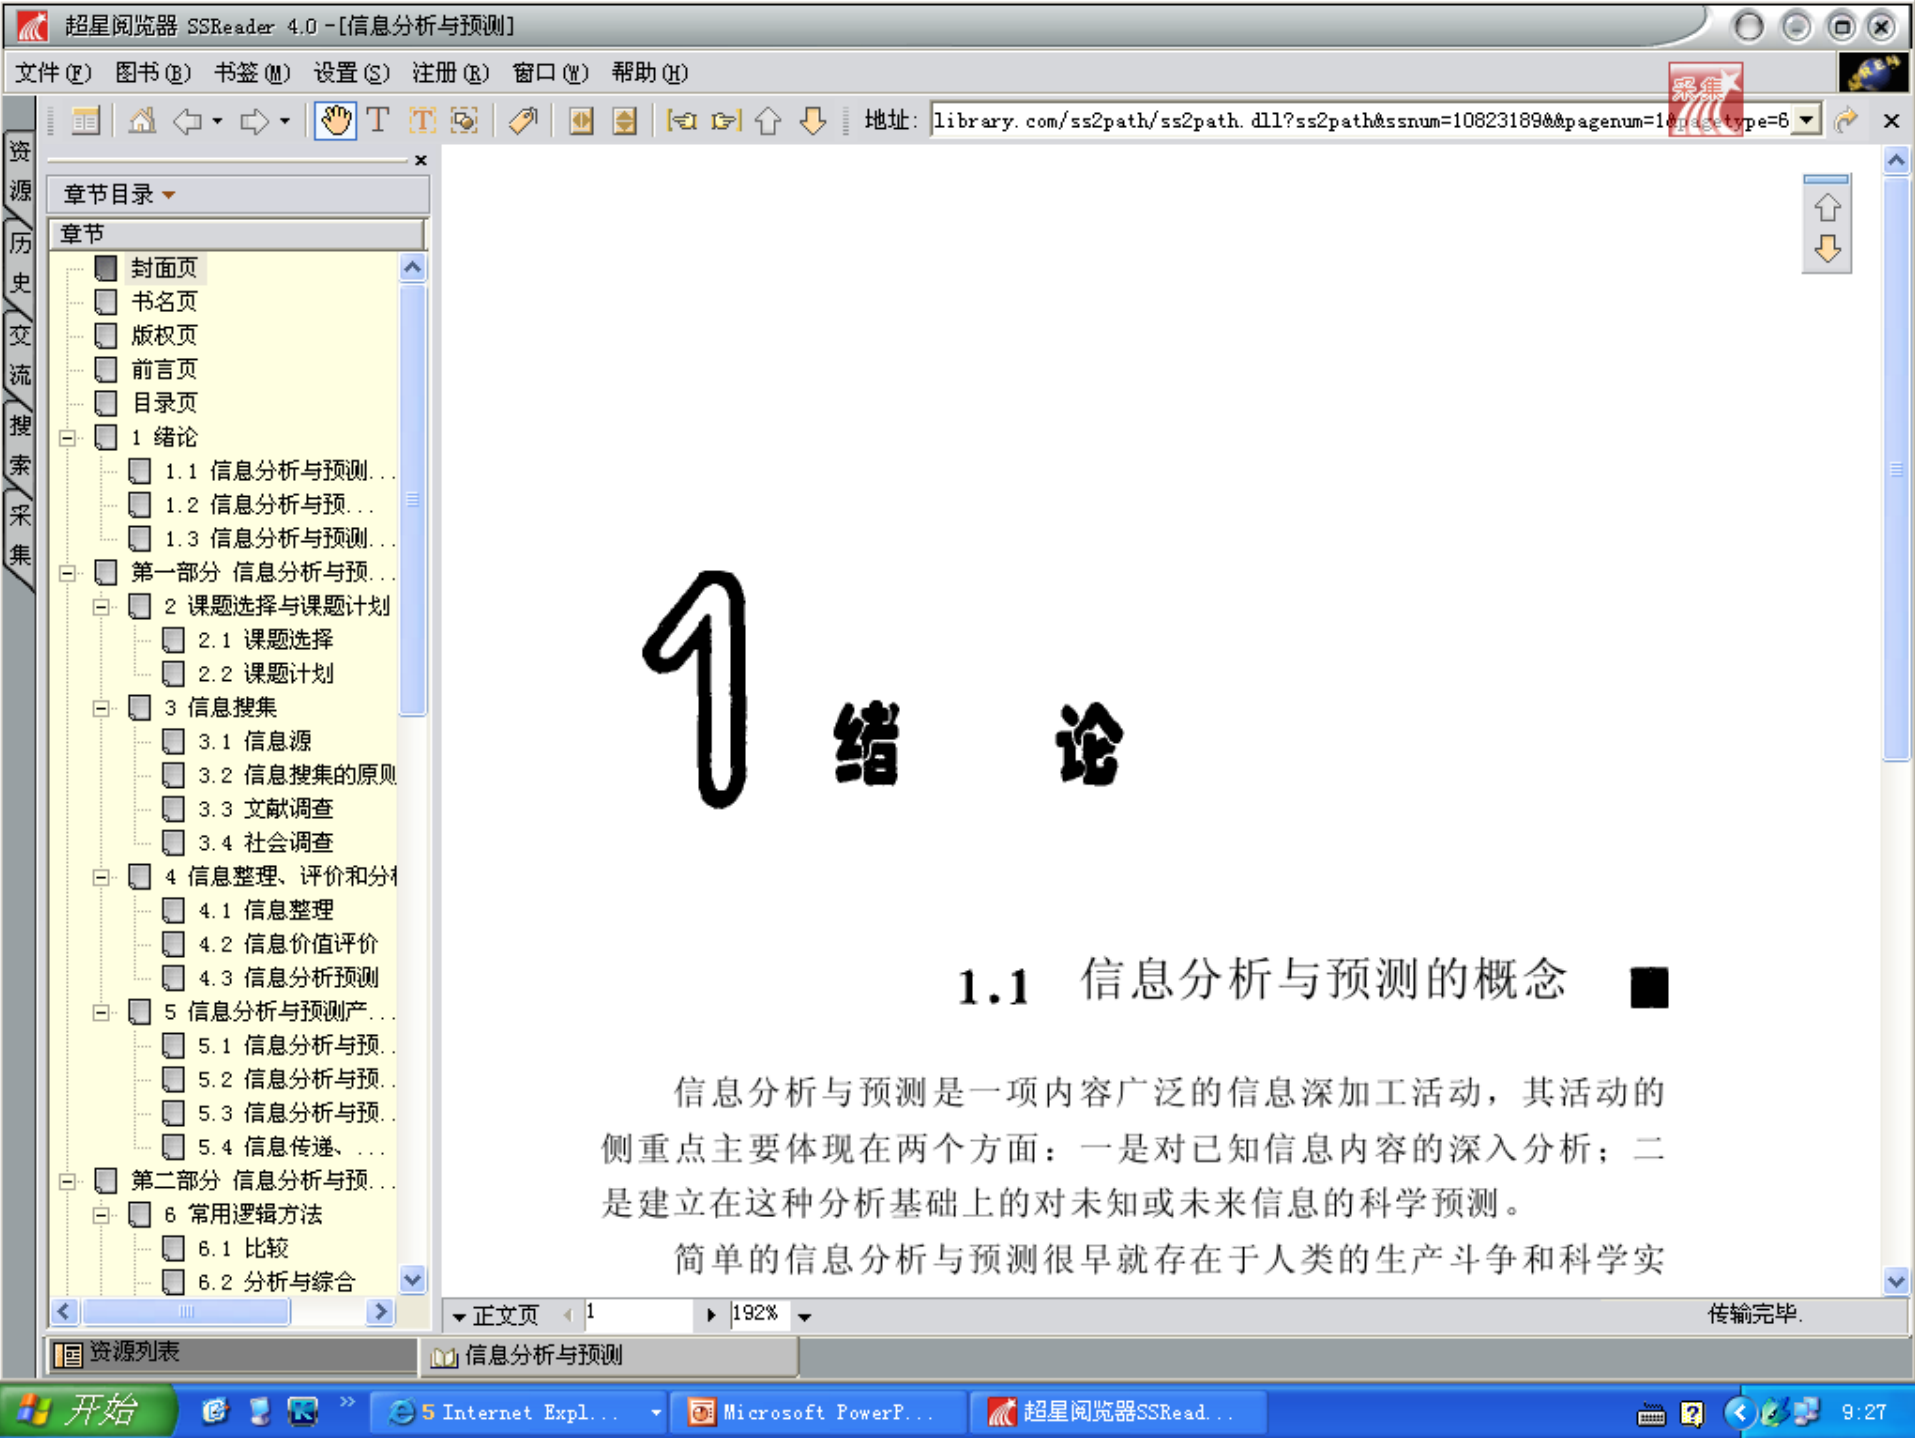 超星阅览器 SSReader 4.0 -[信息分析与预测]
文件(F) 图书(B) 书签(M) 设置(S) 注册(R) 窗口(W) 帮助(H)
采集
地址: library.com/ss2path/ss2path.dll?ss2path&ssnum=10823189&&pagenum=1&pagetype=6
资源
历史
交流
搜索
采集
章节目录
章节
封面页
书名页
版权页
前言页
目录页
1 绪论
1.1 信息分析与预测...
1.2 信息分析与预...
1.3 信息分析与预测...
第一部分 信息分析与预...
2 课题选择与课题计划
2.1 课题选择
2.2 课题计划
3 信息搜集
3.1 信息源
3.2 信息搜集的原则
3.3 文献调查
3.4 社会调查
4 信息整理、评价和分析
4.1 信息整理
4.2 信息价值评价
4.3 信息分析预测
5 信息分析与预测产...
5.1 信息分析与预..
5.2 信息分析与预..
5.3 信息分析与预..
5.4 信息传递、...
第二部分 信息分析与预...
6 常用逻辑方法
6.1 比较
6.2 分析与综合
1 绪 论
1.1 信息分析与预测的概念
信息分析与预测是一项内容广泛的信息深加工活动，其活动的
侧重点主要体现在两个方面：一是对已知信息内容的深入分析；二
是建立在这种分析基础上的对未知或未来信息的科学预测。
简单的信息分析与预测很早就存在于人类的生产斗争和科学实
正文页 1 192% 传输完毕.
资源列表 信息分析与预测
开始 5 Internet Expl... Microsoft PowerP... 超星阅览器SSRead... 9:27